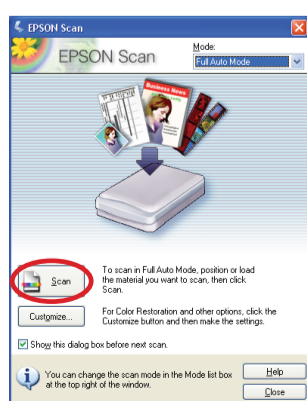 EPSON Scan
EPSON Scan
Mode:
Full Auto Mode
Business News
Scan
To scan in Full Auto Mode, position or load
the material you want to scan, then click
Scan.
Customize...
For Color Restoration and other options, click the
Customize button and then make the settings.
Show this dialog box before next scan.
You can change the scan mode in the Mode list box
at the top right of the window.
Help
Close